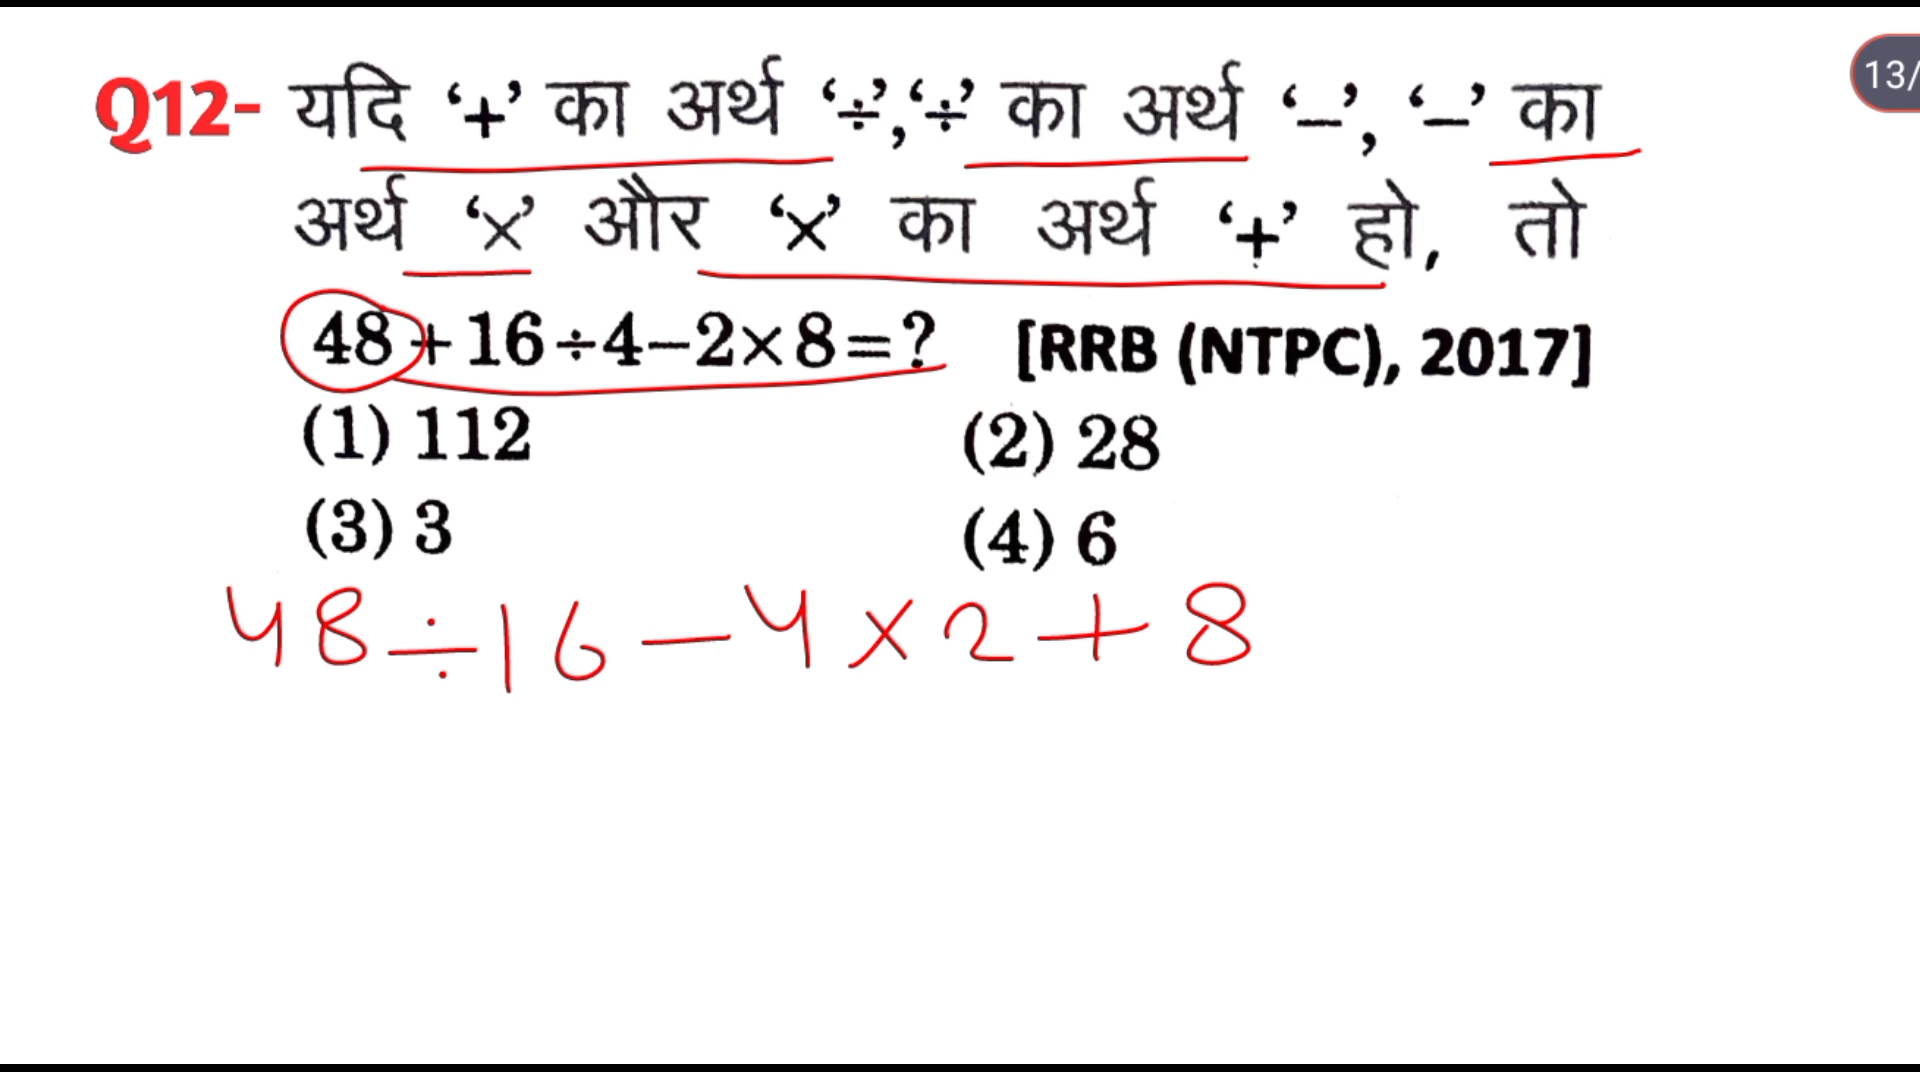 Q12- यदि ‘+’ का अर्थ ‘÷’,‘÷’ का अर्थ ‘–’, ‘–’ का
13/
अर्थ ‘×’ और ‘×’ का अर्थ ‘+’ हो, तो
48+16÷4–2×8=? [RRB (NTPC), 2017]
(1) 112 (2) 28
(3) 3 (4) 6
48÷16–4×2+8